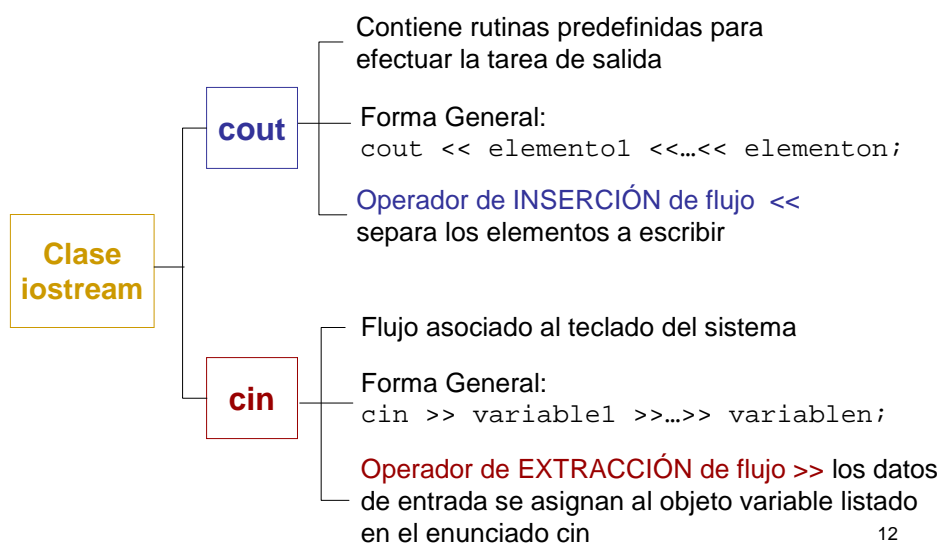 Clase
iostream
cout
Contiene rutinas predefinidas para
efectuar la tarea de salida
Forma General:
cout << elemento1 <<…<< elementon;
Operador de INSERCIÓN de flujo <<
separa los elementos a escribir
cin
Flujo asociado al teclado del sistema
Forma General:
cin >> variable1 >>…>> variablen;
Operador de EXTRACCIÓN de flujo >> los datos
de entrada se asignan al objeto variable listado
en el enunciado cin
12